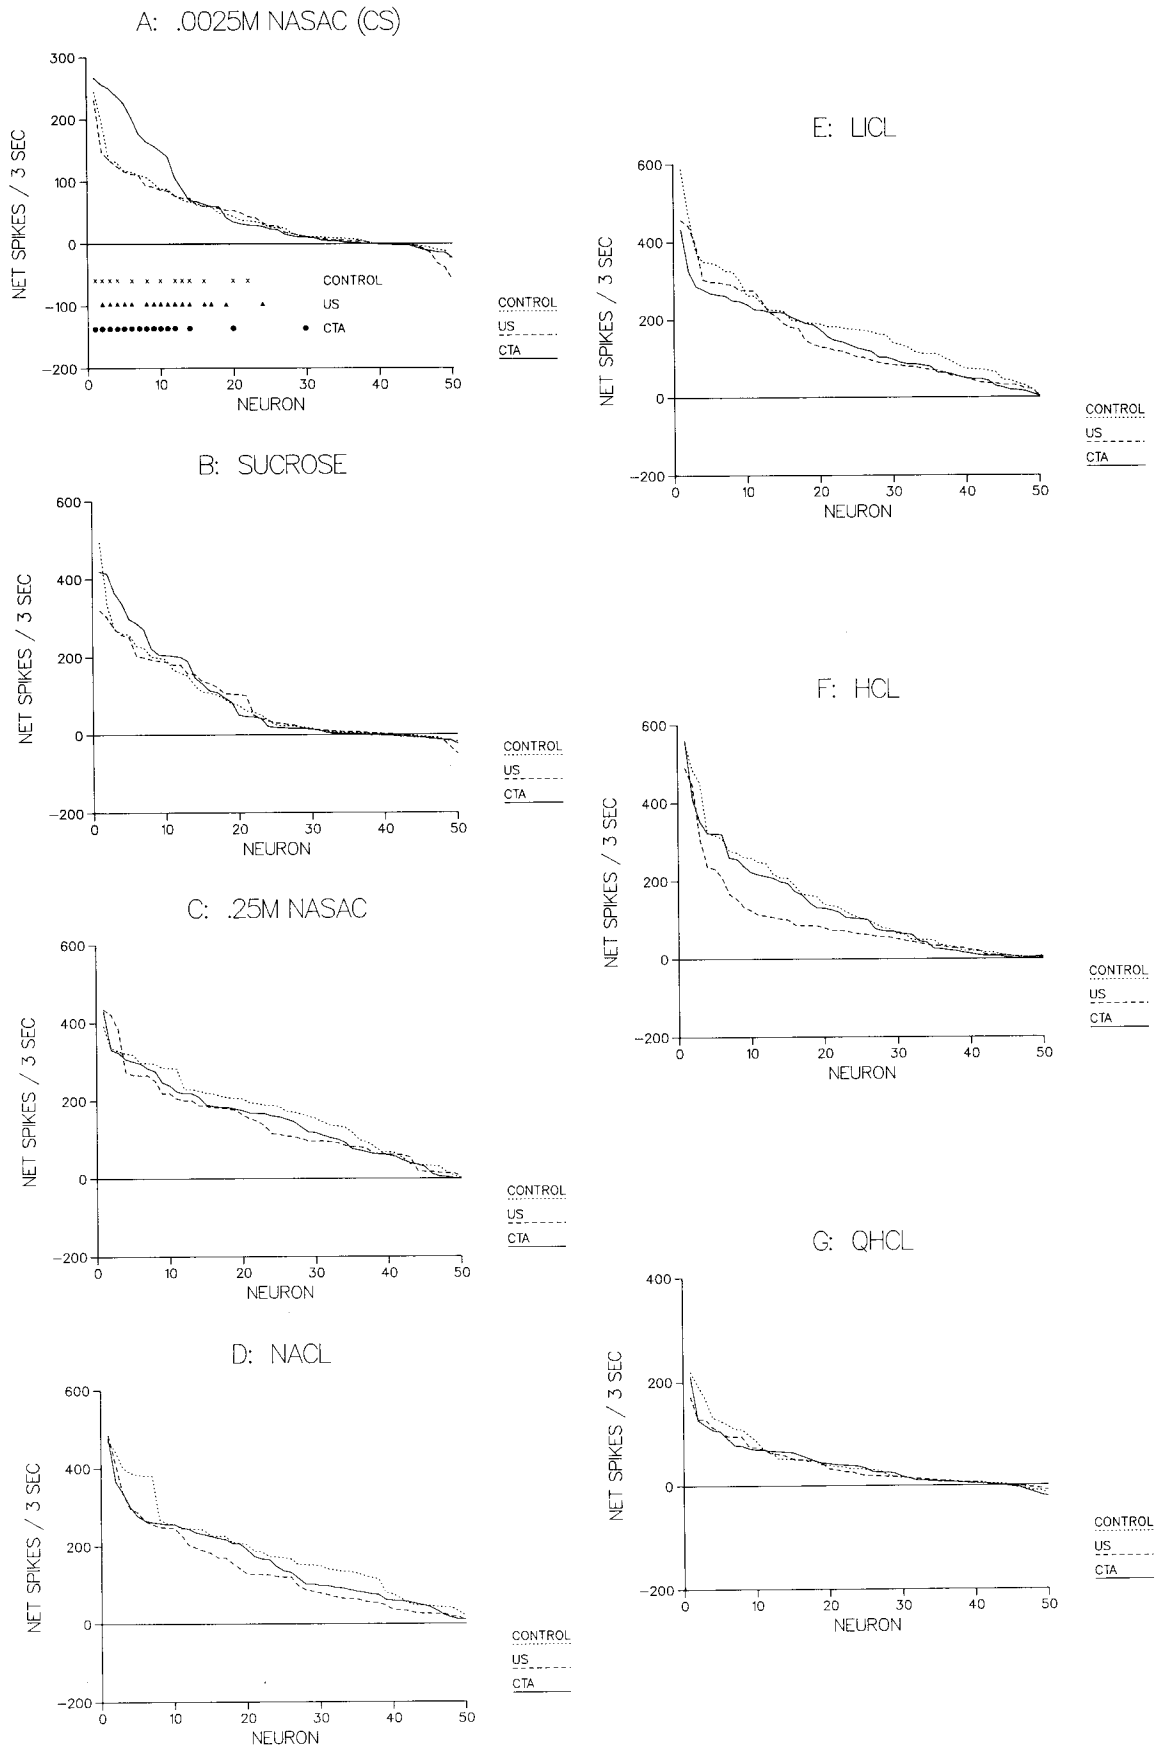 A: .0025M NASAC (CS)
NET SPIKES / 3 SEC
300
200
100
0
-100
-200
CONTROL
US
CTA
0 10 20 30 40 50
NEURON
CONTROL
US
CTA
B: SUCROSE
NET SPIKES / 3 SEC
600
400
200
0
-200
0 10 20 30 40 50
NEURON
CONTROL
US
CTA
C: .25M NASAC
NET SPIKES / 3 SEC
600
400
200
0
-200
0 10 20 30 40 50
NEURON
CONTROL
US
CTA
D: NACL
NET SPIKES / 3 SEC
600
400
200
0
-200
0 10 20 30 40 50
NEURON
CONTROL
US
CTA
E: LICL
NET SPIKES / 3 SEC
600
400
200
0
-200
0 10 20 30 40 50
NEURON
CONTROL
US
CTA
F: HCL
NET SPIKES / 3 SEC
600
400
200
0
-200
0 10 20 30 40 50
NEURON
CONTROL
US
CTA
G: QHCL
NET SPIKES / 3 SEC
400
200
0
-200
0 10 20 30 40 50
NEURON
CONTROL
US
CTA